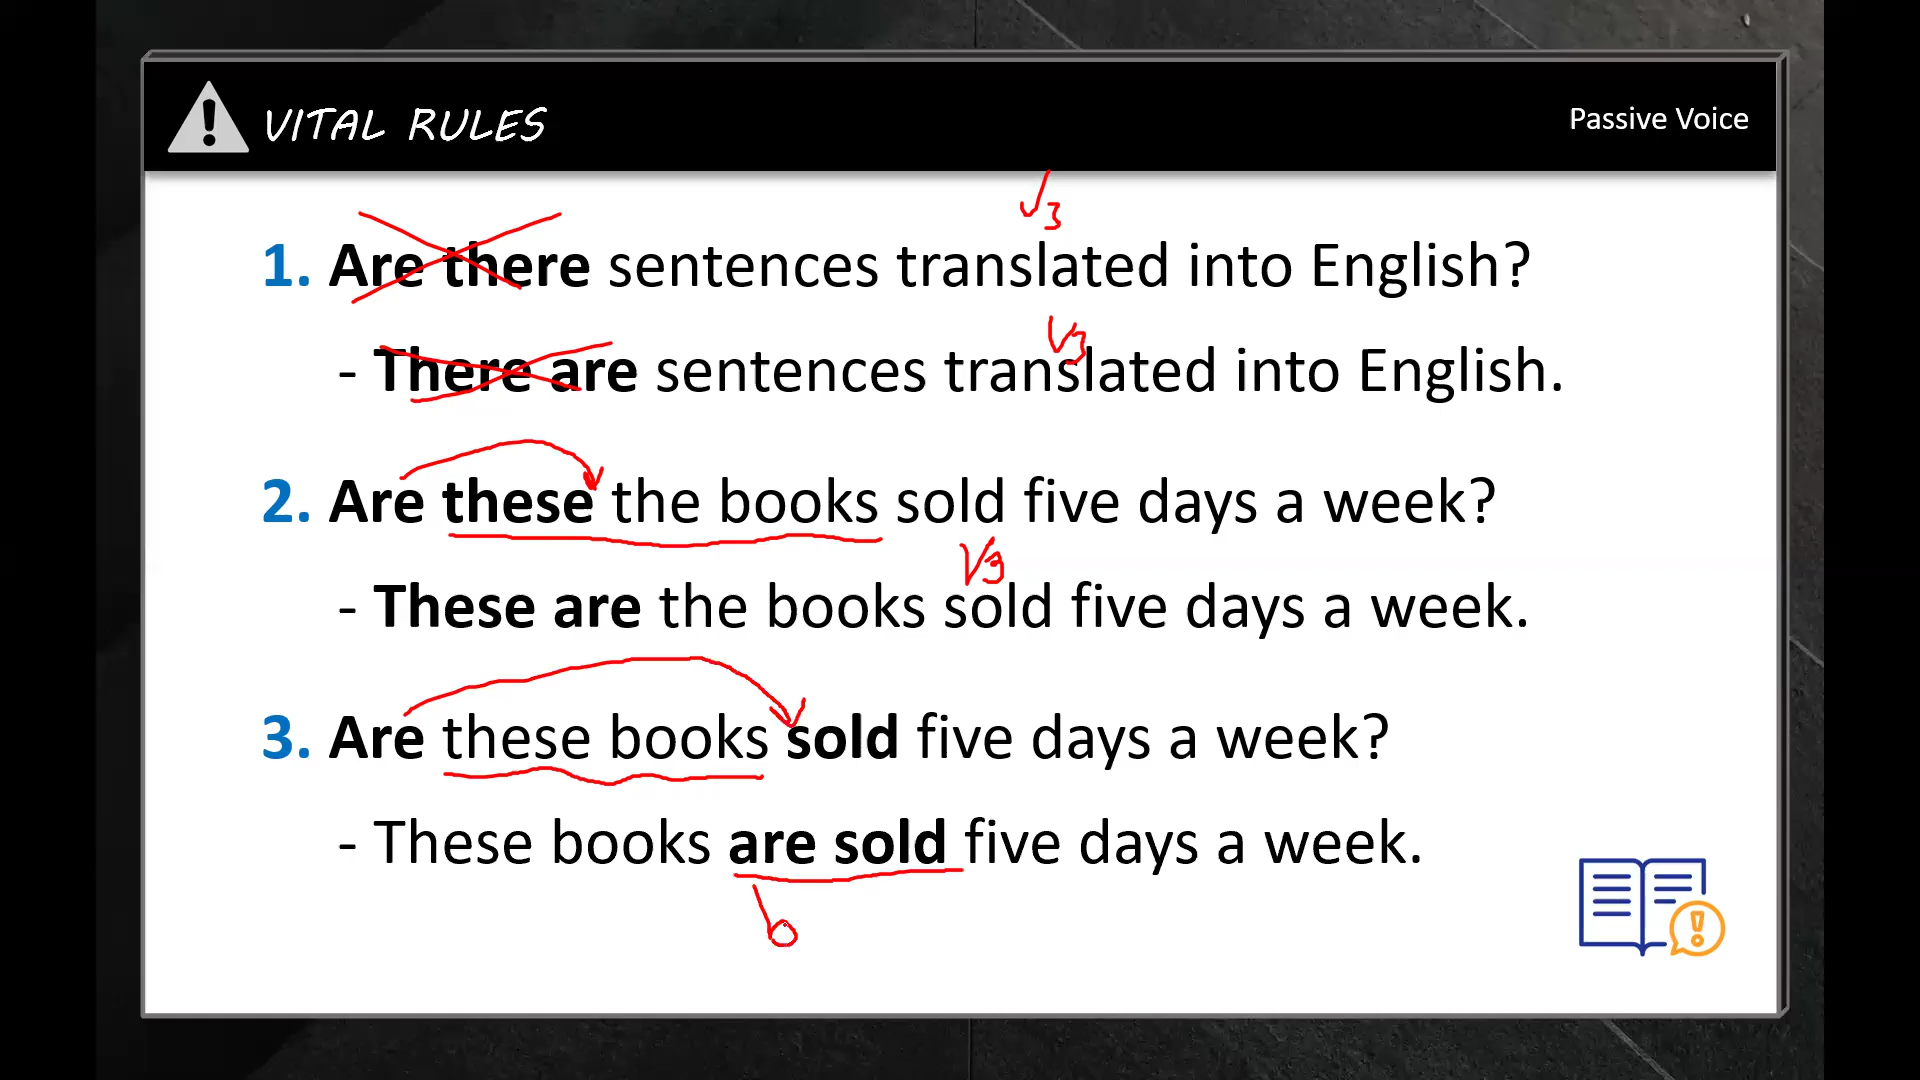 VITAL RULES
Passive Voice
V3
1. Are there sentences translated into English?
V3
- There are sentences translated into English.
2. Are these the books sold five days a week?
V3
- These are the books sold five days a week.
3. Are these books sold five days a week?
- These books are sold five days a week.